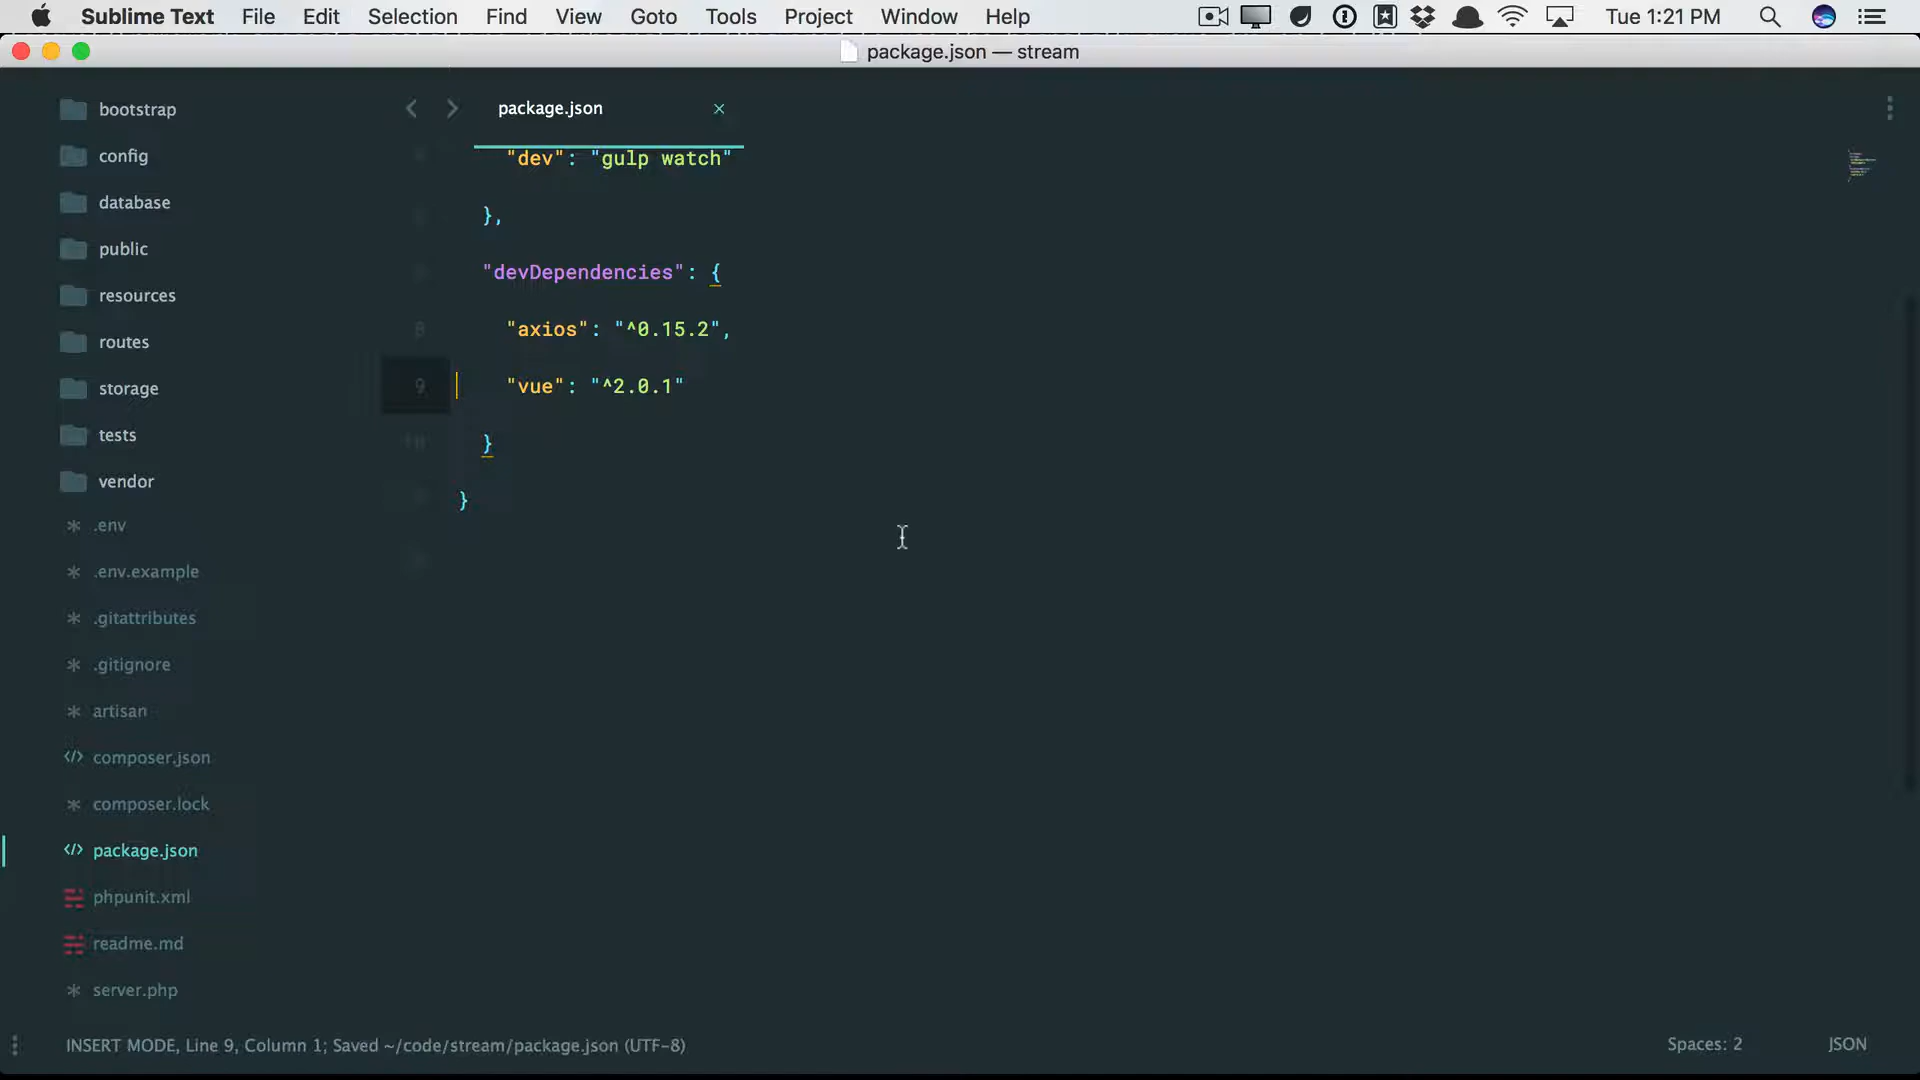 Sublime Text File Edit Selection Find View Goto Tools Project Window Help Tue 1:21 PM
package.json — stream
bootstrap
config
database
public
resources
routes
storage
tests
vendor
.env
.env.example
.gitattributes
.gitignore
artisan
composer.json
composer.lock
package.json
phpunit.xml
readme.md
server.php
package.json
"dev": "gulp watch"
},
"devDependencies": {
8 "axios": "^0.15.2",
9 "vue": "^2.0.1"
10 }
}
INSERT MODE, Line 9, Column 1; Saved ~/code/stream/package.json (UTF-8) Spaces: 2 JSON